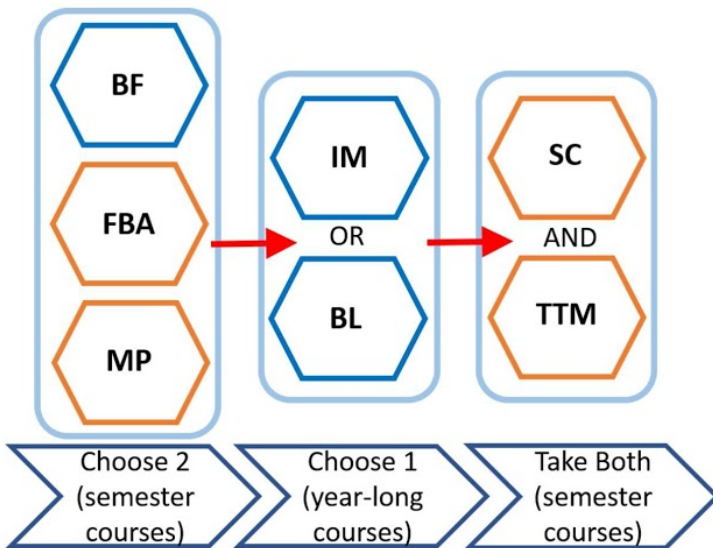 BF
FBA
MP
IM
OR
BL
SC
AND
TTM
Choose 2
(semester
courses)
Choose 1
(year-long
courses)
Take Both
(semester
courses)